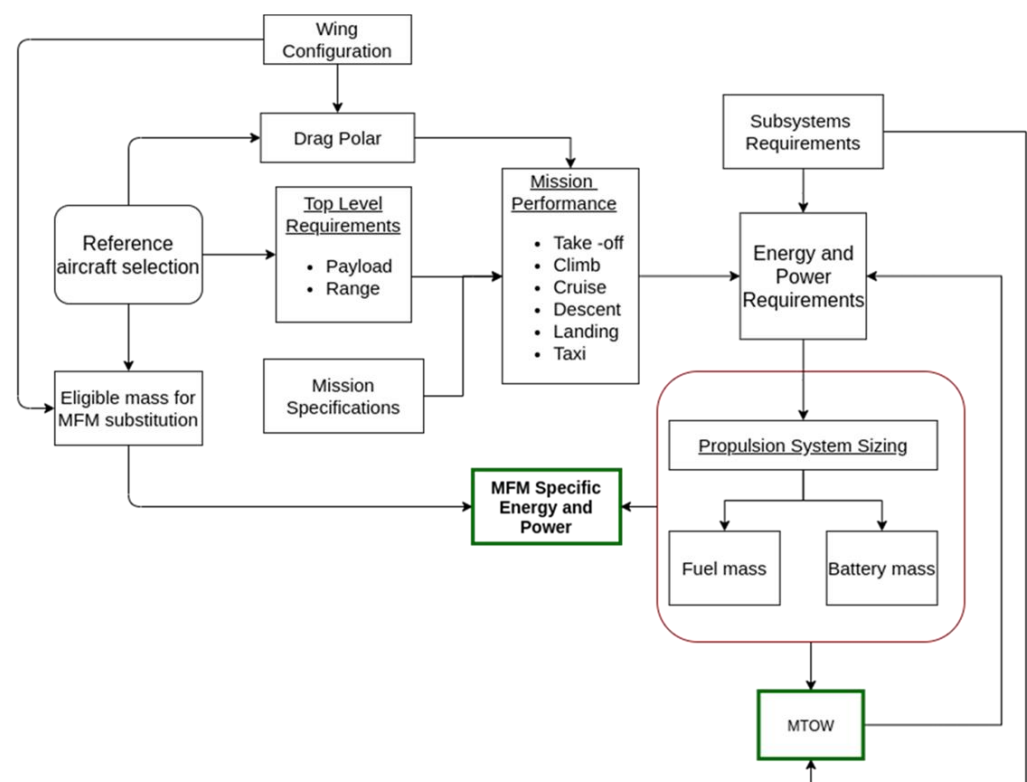 Wing
Configuration
Drag Polar
Subsystems
Requirements
Mission
Performance
• Take -off
• Climb
• Cruise
• Descent
• Landing
• Taxi
Top Level
Requirements
• Payload
• Range
Reference
aircraft selection
Energy and
Power
Requirements
Mission
Specifications
Eligible mass for
MFM substitution
Propulsion System Sizing
MFM Specific
Energy and
Power
Fuel mass
Battery mass
MTOW